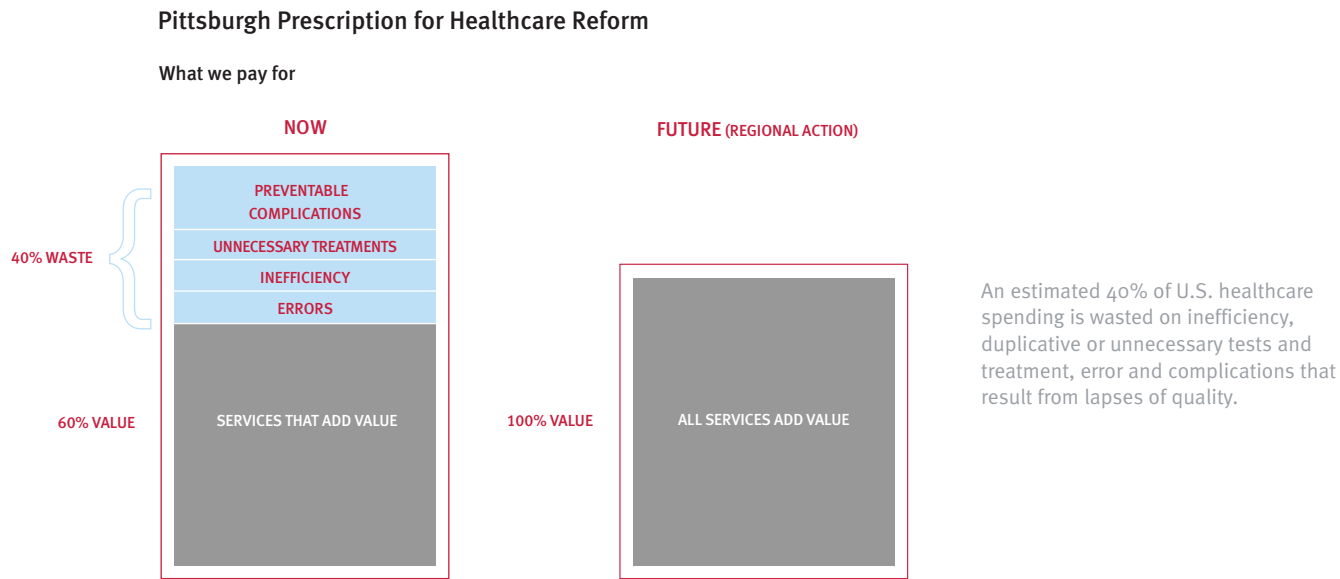 Pittsburgh Prescription for Healthcare Reform
What we pay for
NOW
FUTURE (REGIONAL ACTION)
PREVENTABLE
COMPLICATIONS
UNNECESSARY TREATMENTS
40% WASTE
INEFFICIENCY
ERRORS
60% VALUE
SERVICES THAT ADD VALUE
100% VALUE
ALL SERVICES ADD VALUE
An estimated 40% of U.S. healthcare
spending is wasted on inefficiency,
duplicative or unnecessary tests and
treatment, error and complications that
result from lapses of quality.